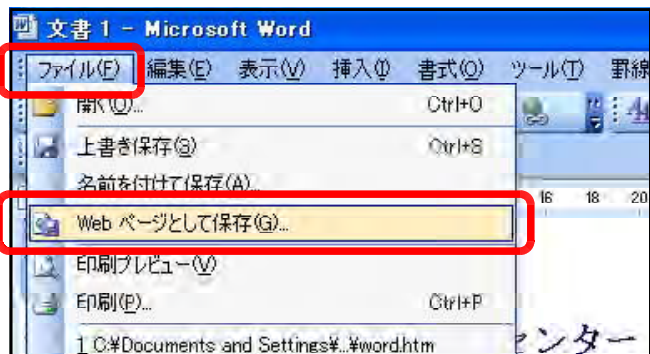 文書 1 - Microsoft Word
ファイル(F) 編集(E) 表示(V) 挿入(I) 書式(O) ツール(T) 罫線
開く(O)... Ctrl+O
上書き保存(S) Ctrl+S
名前を付けて保存(A)...
16 18 20
Web ページとして保存(G)...
印刷プレビュー(V)
印刷(P)... Ctrl+P
1 C:¥Documents and Settings¥...¥word.htm
センター